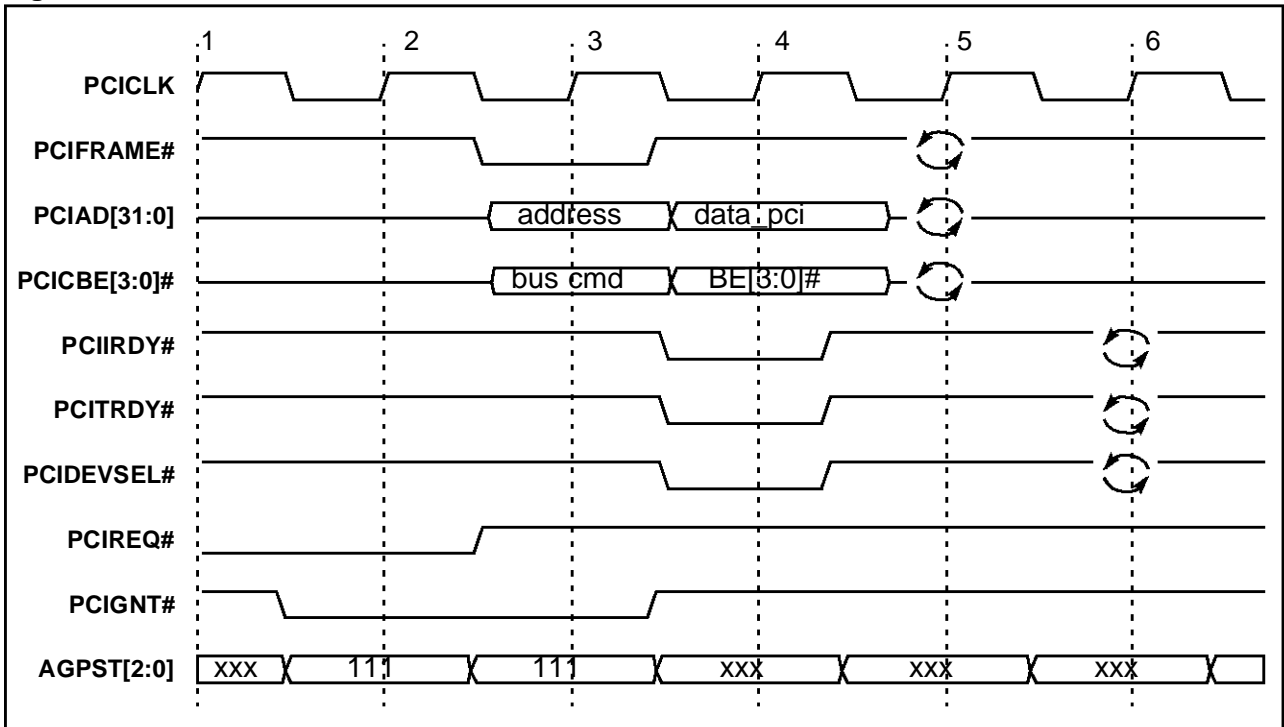 1 2 3 4 5 6
PCICLK
PCIFRAME#
PCIAD[31:0] address data_pci
PCICBE[3:0]# bus cmd BE[3:0]#
PCIIRDY#
PCITRDY#
PCIDEVSEL#
PCIREQ#
PCIGNT#
AGPST[2:0] xxx 111 111 xxx xxx xxx